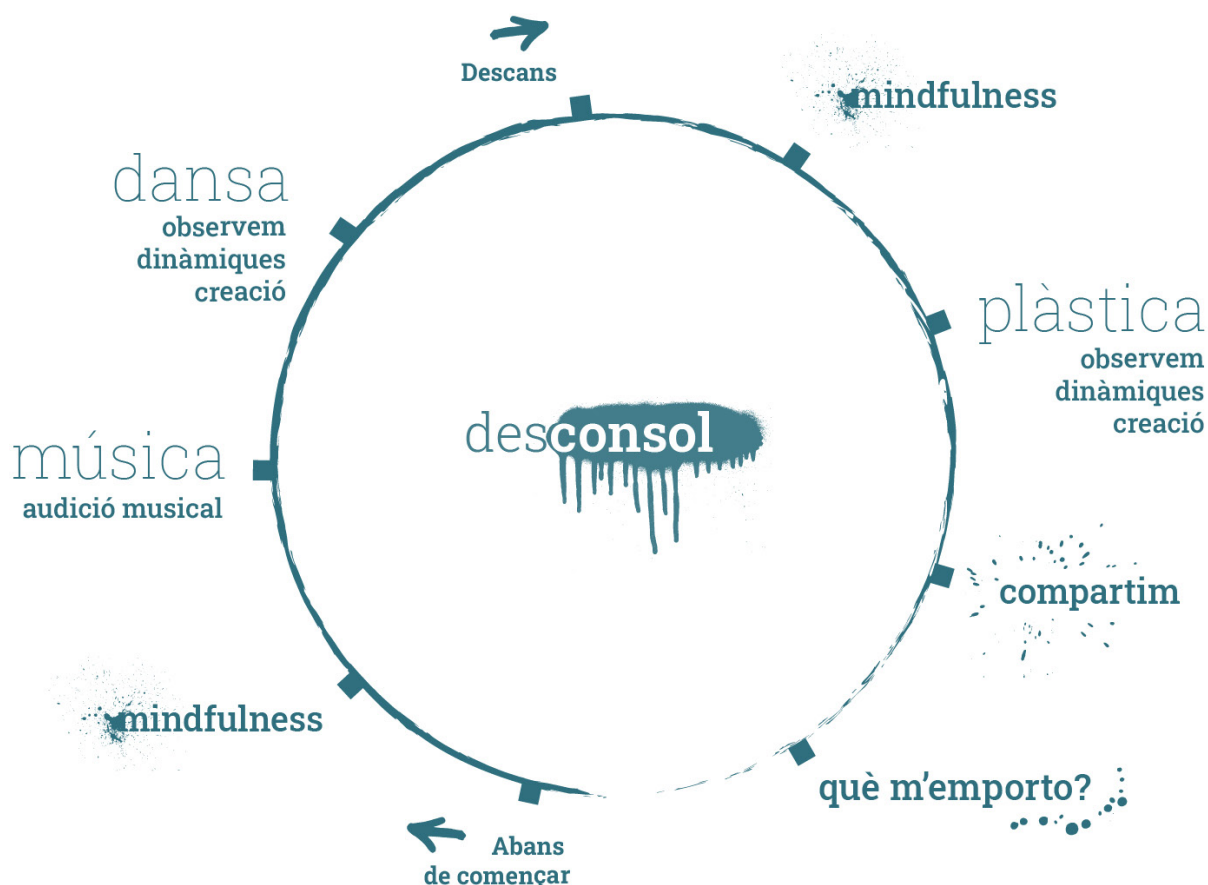 Descans
mindfulness
dansa
observem
dinàmiques
creació
plàstica
observem
dinàmiques
creació
desconsol
música
audició musical
compartim
mindfulness
què m'emporto?
Abans
de començar